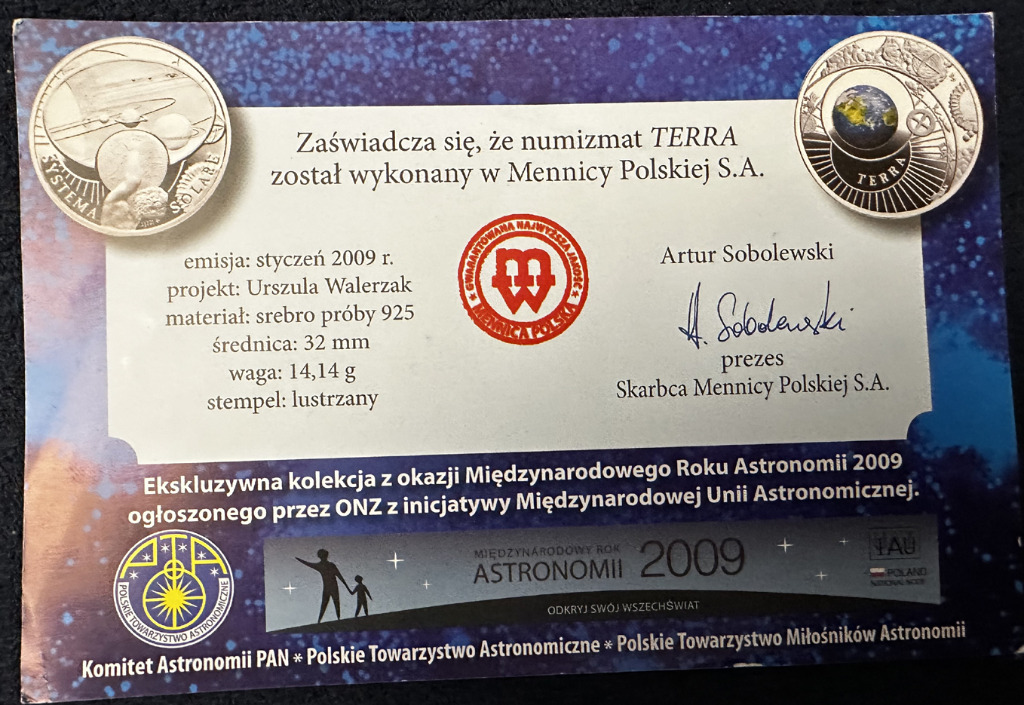 SYSTEMA SOLARE
TERRA
Zaświadcza się, że numizmat TERRA
został wykonany w Mennicy Polskiej S.A.
emisja: styczeń 2009 r.
projekt: Urszula Walerzak
materiał: srebro próby 925
średnica: 32 mm
waga: 14,14 g
stempel: lustrzany
GWARANTOWANA NAJWYŻSZA JAKOŚĆ
MW
MENNICA POLSKA
Artur Sobolewski
A. Sobolewski
prezes
Skarbca Mennicy Polskiej S.A.
Ekskluzywna kolekcja z okazji Międzynarodowego Roku Astronomii 2009
ogłoszonego przez ONZ z inicjatywy Międzynarodowej Unii Astronomicznej.
POLSKIE TOWARZYSTWO ASTRONOMICZNE
MIĘDZYNARODOWY ROK
ASTRONOMII 2009
ODKRYJ SWÓJ WSZECHŚWIAT
IAU
POLAND
NATIONAL NODE
Komitet Astronomii PAN * Polskie Towarzystwo Astronomiczne * Polskie Towarzystwo Miłośników Astronomii